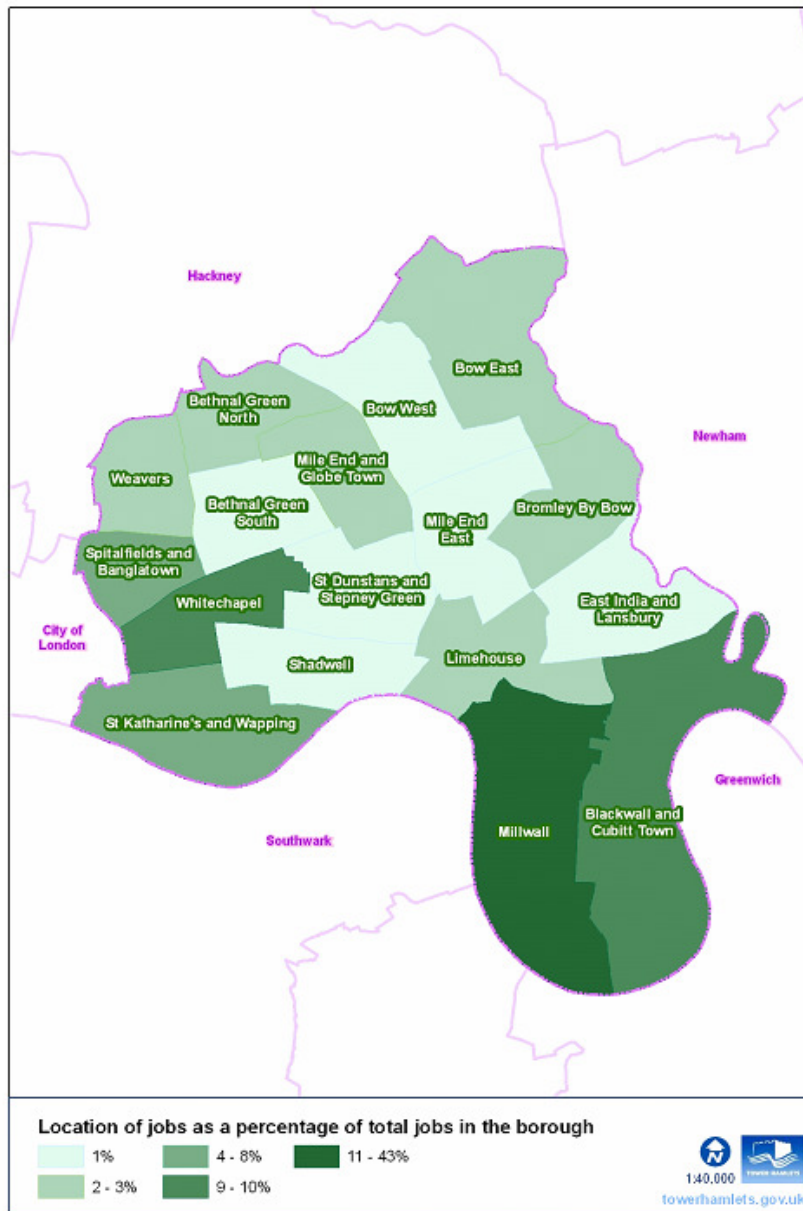 Hackney
Bow East
Bethnal Green
North
Bow West
Newham
Weavers
Mile End and
Globe Town
Bethnal Green
South
Bromley By Bow
Mile End
East
Spitalfields and
Banglatown
Whitechapel
St Dunstans and
Stepney Green
East India and
Lansbury
City of
London
Shadwell
Limehouse
St Katharine's and Wapping
Greenwich
Blackwall and
Cubitt Town
Millwall
Southwark
Location of jobs as a percentage of total jobs in the borough
1%
4 - 8%
11 - 43%
2 - 3%
9 - 10%
N
1:40,000
TOWER HAMLETS
towerhamlets.gov.uk